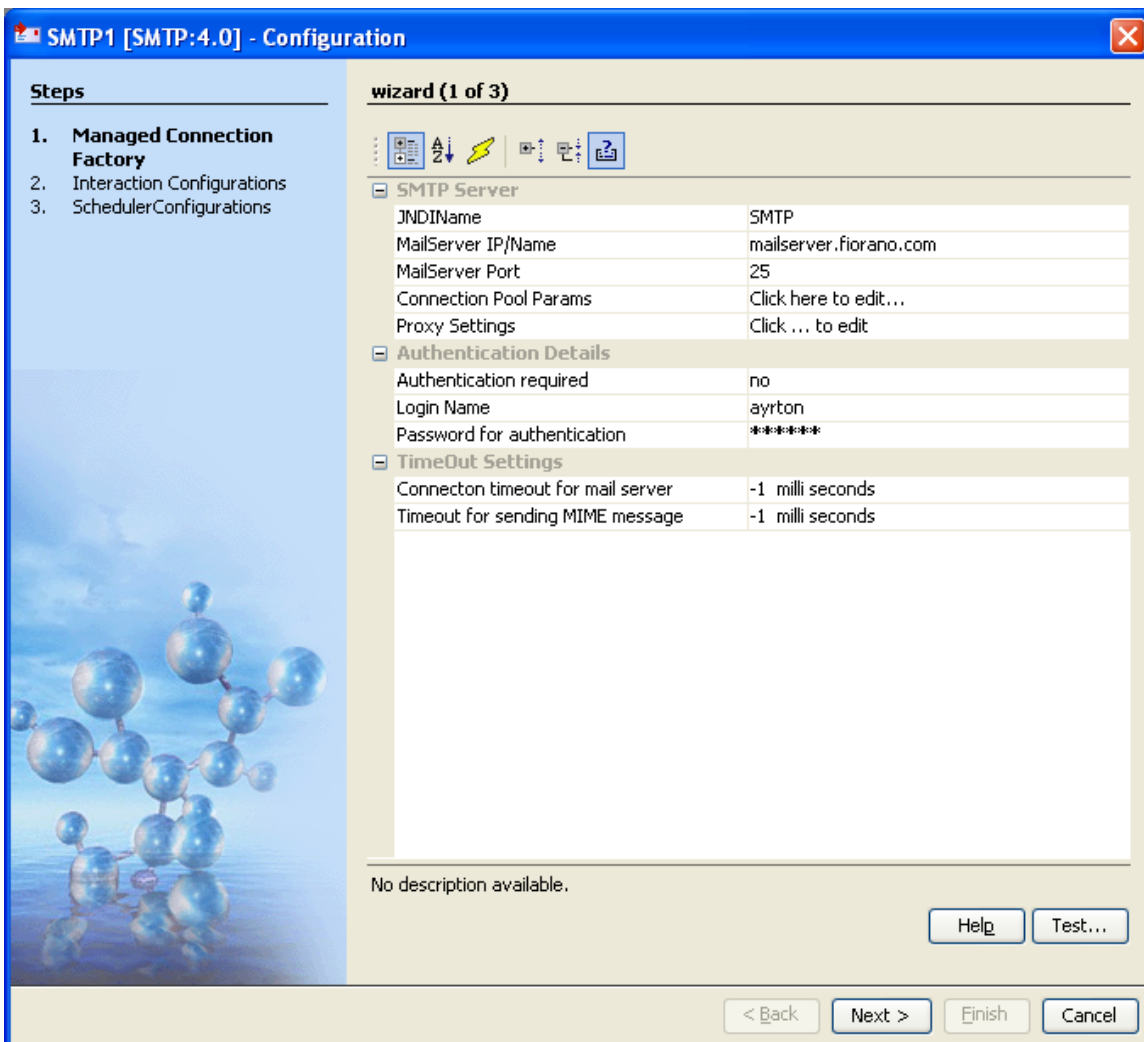 SMTP1 [SMTP:4.0] - Configuration
Steps
1. Managed Connection
Factory
2. Interaction Configurations
3. SchedulerConfigurations
wizard (1 of 3)
SMTP Server
JNDIName SMTP
MailServer IP/Name mailserver.fiorano.com
MailServer Port 25
Connection Pool Params Click here to edit...
Proxy Settings Click ... to edit
Authentication Details
Authentication required no
Login Name ayrton
Password for authentication ******
TimeOut Settings
Connecton timeout for mail server -1 milli seconds
Timeout for sending MIME message -1 milli seconds
No description available.
Help Test...
< Back Next > Finish Cancel